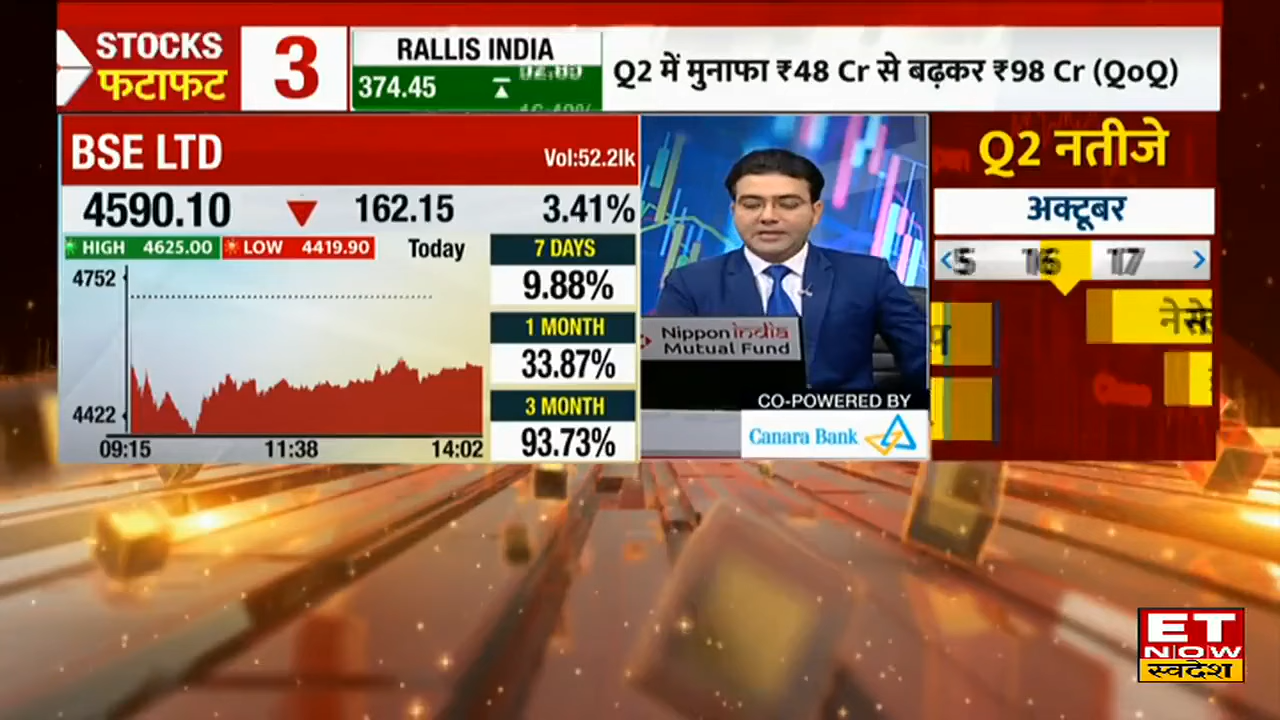 STOCKS
फटाफट
3
RALLIS INDIA
374.45
Q2 में मुनाफा ₹48 Cr से बढ़कर ₹98 Cr (QoQ)
BSE LTD
Vol:52.2lk
4590.10 162.15 3.41%
HIGH 4625.00 LOW 4419.90 Today
4752
4422
09:15 11:38 14:02
7 DAYS
9.88%
1 MONTH
33.87%
3 MONTH
93.73%
Nippon india
Mutual Fund
CO-POWERED BY
Canara Bank
Q2 नतीजे
अक्टूबर
16 17
ET
NOW
स्वदेश